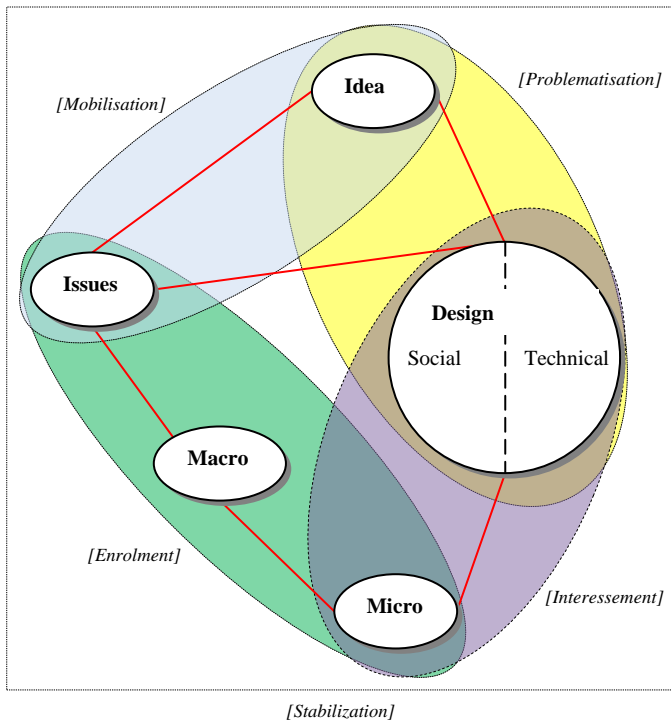 Idea
[Problematisation]
[Mobilisation]
Issues
Design
Social Technical
Macro
[Enrolment]
Micro
[Interessement]
[Stabilization]